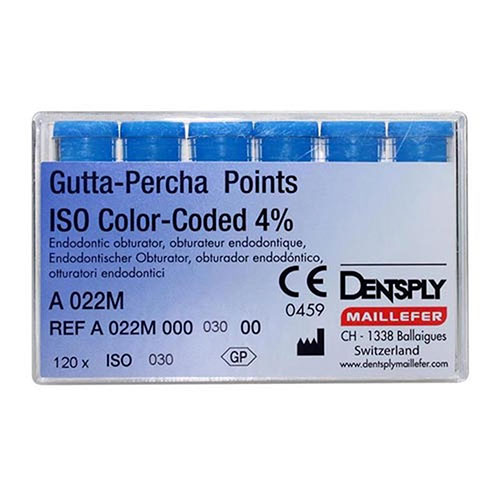 Gutta-Percha Points
ISO Color-Coded 4%
Endodontic obturator, obturateur endodontique,
Endodontischer Obturator, obturador endodóntico,
otturatori endodontici
A 022M
REF A 022M 000 030 00
120 x ISO 030
GP
CE
0459
DENTSPLY
MAILLEFER
CH - 1338 Ballaigues
Switzerland
www.dentsplymaillefer.com